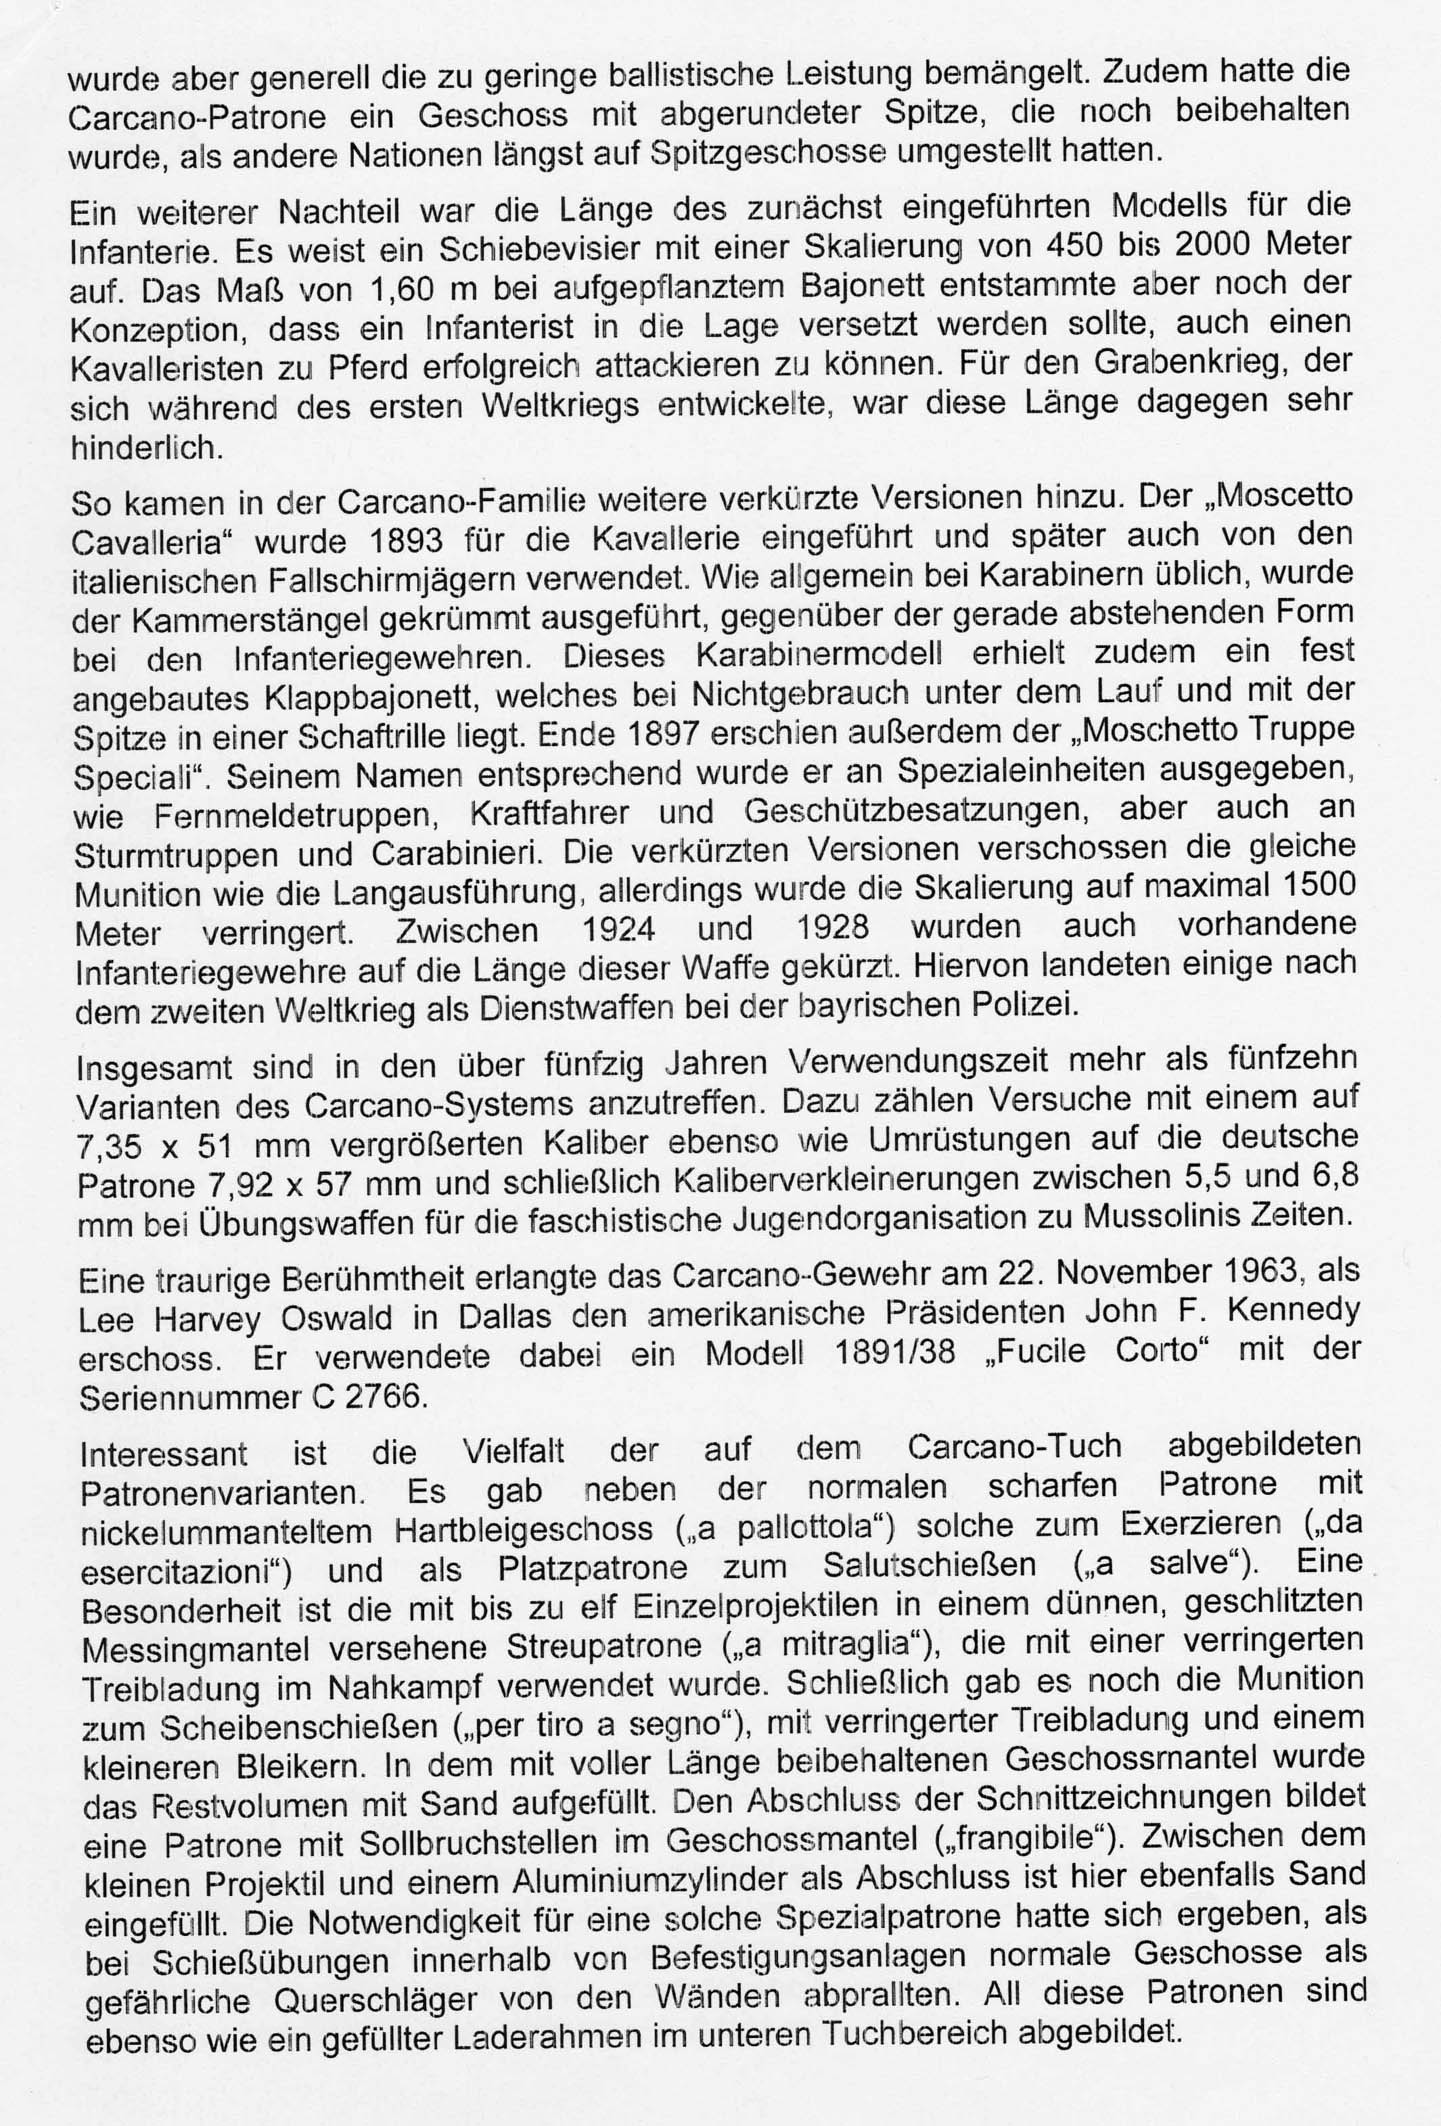 wurde aber generell die zu geringe ballistische Leistung bemängelt. Zudem hatte die
Carcano-Patrone ein Geschoss mit abgerundeter Spitze, die noch beibehalten
wurde, als andere Nationen längst auf Spitzgeschosse umgestellt hatten.
Ein weiterer Nachteil war die Länge des zunächst eingeführten Modells für die
Infanterie. Es weist ein Schiebevisier mit einer Skalierung von 450 bis 2000 Meter
auf. Das Maß von 1,60 m bei aufgepflanztem Bajonett entstammte aber noch der
Konzeption, dass ein Infanterist in die Lage versetzt werden sollte, auch einen
Kavalleristen zu Pferd erfolgreich attackieren zu können. Für den Grabenkrieg, der
sich während des ersten Weltkriegs entwickelte, war diese Länge dagegen sehr
hinderlich.
So kamen in der Carcano-Familie weitere verkürzte Versionen hinzu. Der „Moscetto
Cavalleria“ wurde 1893 für die Kavallerie eingeführt und später auch von den
italienischen Fallschirmjägern verwendet. Wie allgemein bei Karabinern üblich, wurde
der Kammerstängel gekrümmt ausgeführt, gegenüber der gerade abstehenden Form
bei den Infanteriegewehren. Dieses Karabinermodell erhielt zudem ein fest
angebautes Klappbajonett, welches bei Nichtgebrauch unter dem Lauf und mit der
Spitze in einer Schaftrille liegt. Ende 1897 erschien außerdem der „Moschetto Truppe
Speciali“. Seinem Namen entsprechend wurde er an Spezialeinheiten ausgegeben,
wie Fernmeldetruppen, Kraftfahrer und Geschützbesatzungen, aber auch an
Sturmtruppen und Carabinieri. Die verkürzten Versionen verschossen die gleiche
Munition wie die Langausführung, allerdings wurde die Skalierung auf maximal 1500
Meter verringert. Zwischen 1924 und 1928 wurden auch vorhandene
Infanteriegewehre auf die Länge dieser Waffe gekürzt. Hiervon landeten einige nach
dem zweiten Weltkrieg als Dienstwaffen bei der bayrischen Polizei.
Insgesamt sind in den über fünfzig Jahren Verwendungszeit mehr als fünfzehn
Varianten des Carcano-Systems anzutreffen. Dazu zählen Versuche mit einem auf
7,35 x 51 mm vergrößerten Kaliber ebenso wie Umrüstungen auf die deutsche
Patrone 7,92 x 57 mm und schließlich Kaliberverkleinerungen zwischen 5,5 und 6,8
mm bei Übungswaffen für die faschistische Jugendorganisation zu Mussolinis Zeiten.
Eine traurige Berühmtheit erlangte das Carcano-Gewehr am 22. November 1963, als
Lee Harvey Oswald in Dallas den amerikanische Präsidenten John F. Kennedy
erschoss. Er verwendete dabei ein Modell 1891/38 „Fucile Corto“ mit der
Seriennummer C 2766.
Interessant ist die Vielfalt der auf dem Carcano-Tuch abgebildeten
Patronenvarianten. Es gab neben der normalen scharfen Patrone mit
nickelummanteltem Hartbleigeschoss („a pallottola“) solche zum Exerzieren („da
esercitazioni“) und als Platzpatrone zum Salutschießen („a salve“). Eine
Besonderheit ist die mit bis zu elf Einzelprojektilen in einem dünnen, geschlitzten
Messingmantel versehene Streupatrone („a mitraglia“), die mit einer verringerten
Treibladung im Nahkampf verwendet wurde. Schließlich gab es noch die Munition
zum Scheibenschießen („per tiro a segno“), mit verringerter Treibladung und einem
kleineren Bleikern. In dem mit voller Länge beibehaltenen Geschossmantel wurde
das Restvolumen mit Sand aufgefüllt. Den Abschluss der Schnittzeichnungen bildet
eine Patrone mit Sollbruchstellen im Geschossmantel („frangibile“). Zwischen dem
kleinen Projektil und einem Aluminiumzylinder als Abschluss ist hier ebenfalls Sand
eingefüllt. Die Notwendigkeit für eine solche Spezialpatrone hatte sich ergeben, als
bei Schießübungen innerhalb von Befestigungsanlagen normale Geschosse als
gefährliche Querschläger von den Wänden abprallten. All diese Patronen sind
ebenso wie ein gefüllter Laderahmen im unteren Tuchbereich abgebildet.